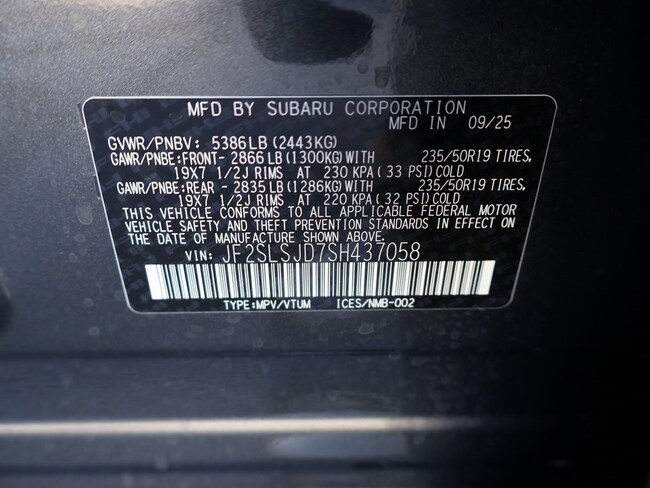 MFD BY SUBARU CORPORATION
MFD IN 09/25
GVWR/PNBV: 5386LB(2443KG)
GAWR/PNBE:FRONT- 2866LB(1300KG)WITH 235/50R19 TIRES,
19X7 1/2J RIMS AT 230 KPA(33 PSI)COLD
GAWR/PNBE:REAR - 2835LB(1286KG)WITH 235/50R19 TIRES,
19X7 1/2J RIMS AT 220 KPA(32 PSI)COLD
THIS VEHICLE CONFORMS TO ALL APPLICABLE FEDERAL MOTOR
VEHICLE SAFETY AND THEFT PREVENTION STANDARDS IN EFFECT ON
THE DATE OF MANUFACTURE SHOWN ABOVE.
VIN: JF2SLSJD7SH437058
TYPE:MPV/VTUM ICES/NMB-002